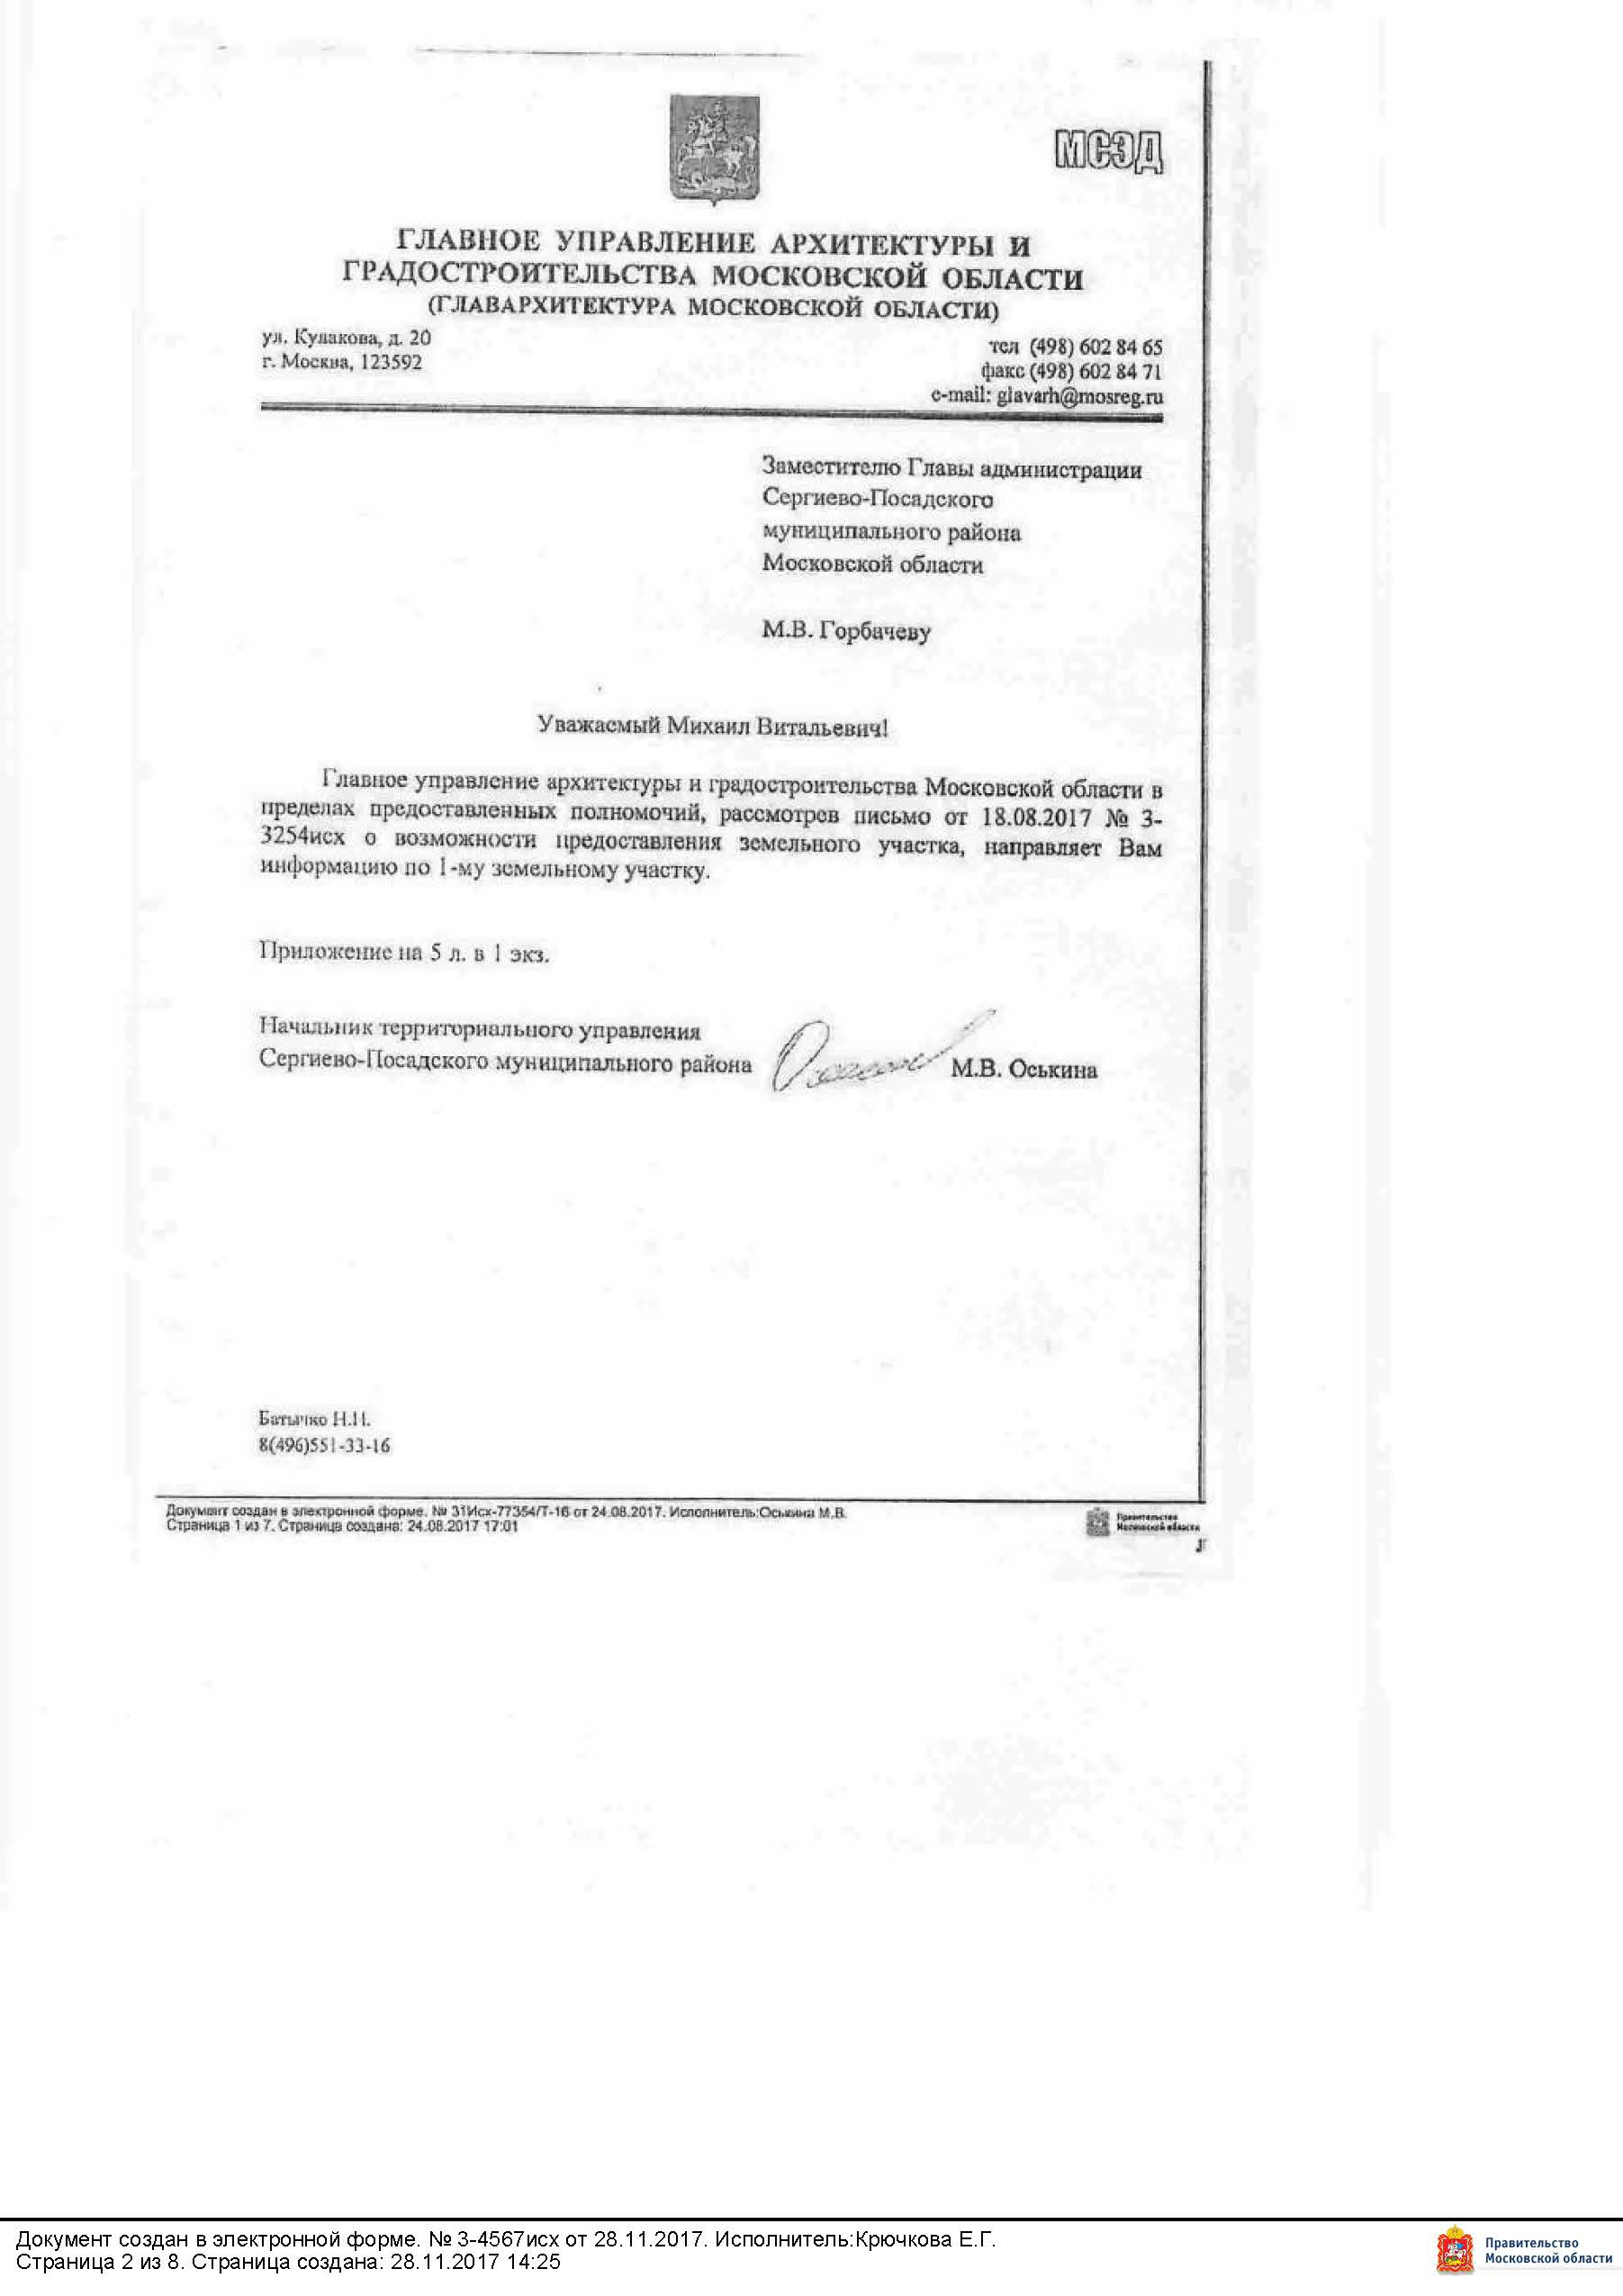 МСЭД
ГЛАВНОЕ УПРАВЛЕНИЕ АРХИТЕКТУРЫ И
ГРАДОСТРОИТЕЛЬСТВА МОСКОВСКОЙ ОБЛАСТИ
(ГЛАВАРХИТЕКТУРА МОСКОВСКОЙ ОБЛАСТИ)
ул. Кулакова, д. 20
г. Москва, 123592
тел (498) 602 84 65
факс (498) 602 84 71
e-mail: glavarh@mosreg.ru
Заместителю Главы администрации
Сергиево-Посадского
муниципального района
Московской области
М.В. Горбачеву
Уважаемый Михаил Витальевич!
Главное управление архитектуры и градостроительства Московской области в
пределах предоставленных полномочий, рассмотрев письмо от 18.08.2017 № 3-
3254исх о возможности предоставления земельного участка, направляет Вам
информацию по 1-му земельному участку.
Приложение на 5 л. в 1 экз.
Начальник территориального управления
Сергиево-Посадского муниципального района
М.В. Оськина
Батычко Н.Н.
8(496)551-33-16
Документ создан в электронной форме. № 31Исх-77354/Т-16 от 24.08.2017. Исполнитель:Оськина М.В.
Страница 1 из 7. Страница создана: 24.08.2017 17:01
Правительство
Московской области
Документ создан в электронной форме. № 3-4567исх от 28.11.2017. Исполнитель:Крючкова Е.Г.
Страница 2 из 8. Страница создана: 28.11.2017 14:25
Правительство
Московской области